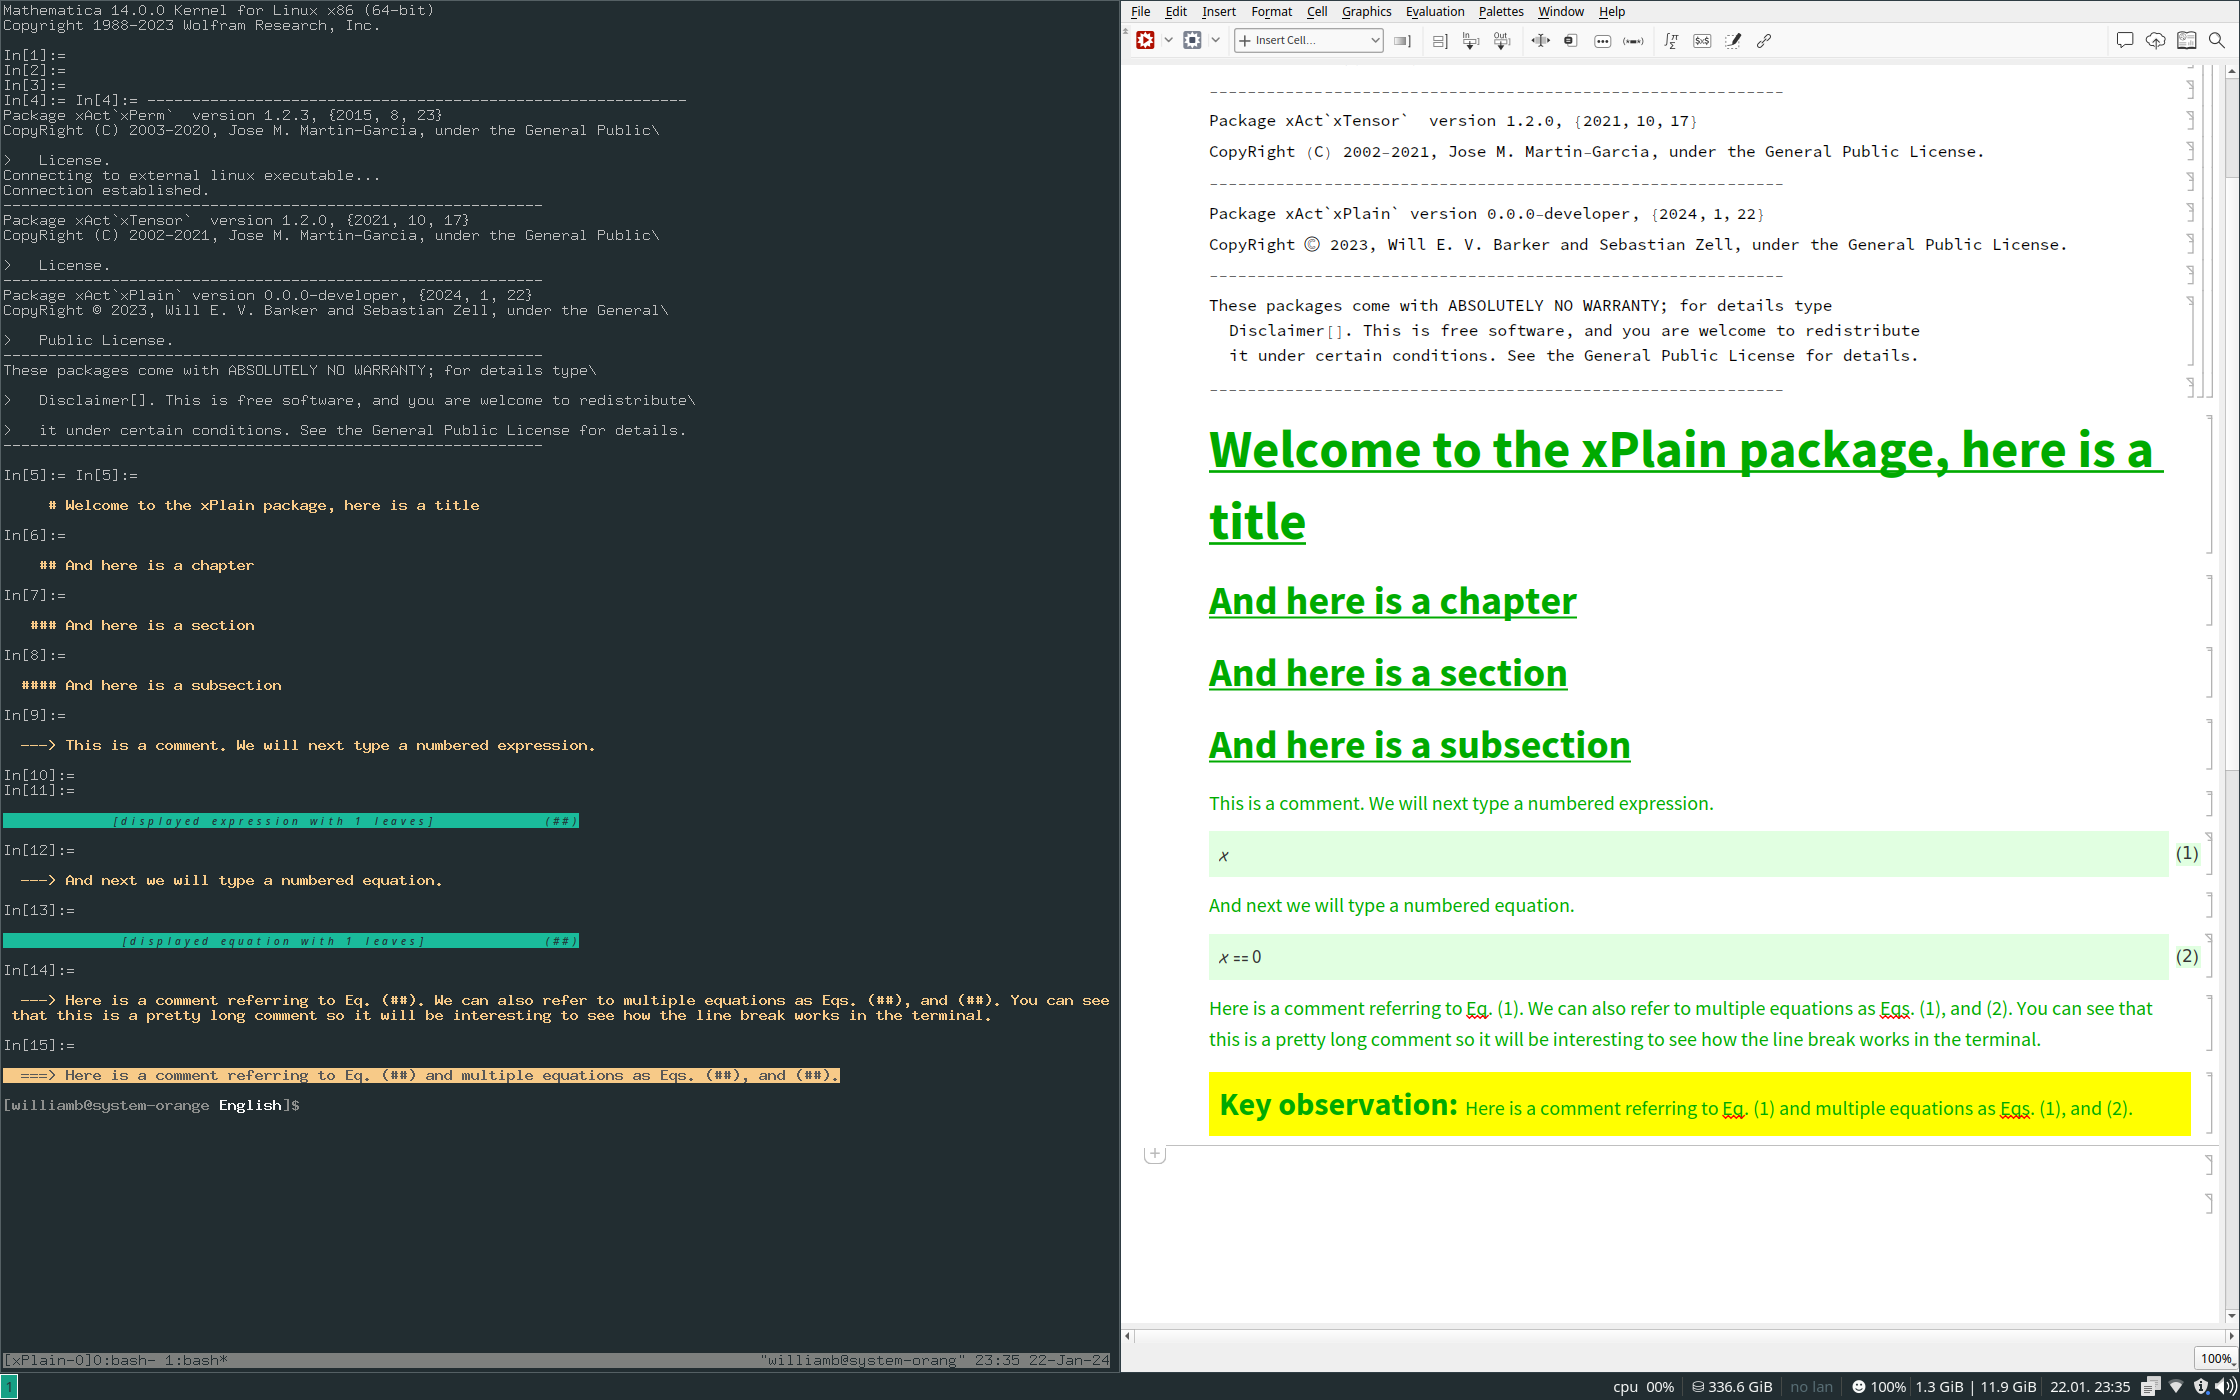 Mathematica 14.0.0 Kernel for Linux x86 (64-bit)
Copyright 1988-2023 Wolfram Research, Inc.
In[1]:=
In[2]:=
In[3]:=
In[4]:= In[4]:= ------------------------------------------------------------
Package xAct`xPerm`  version 1.2.3, {2015, 8, 23}
CopyRight (C) 2003-2020, Jose M. Martin-Garcia, under the General Public\
>   License.
Connecting to external linux executable...
Connection established.
------------------------------------------------------------
Package xAct`xTensor`  version 1.2.0, {2021, 10, 17}
CopyRight (C) 2002-2021, Jose M. Martin-Garcia, under the General Public\
>   License.
------------------------------------------------------------
Package xAct`xPlain` version 0.0.0-developer, {2024, 1, 22}
CopyRight © 2023, Will E. V. Barker and Sebastian Zell, under the General\
>   Public License.
------------------------------------------------------------
These packages come with ABSOLUTELY NO WARRANTY; for details type\
>   Disclaimer[]. This is free software, and you are welcome to redistribute\
>   it under certain conditions. See the General Public License for details.
------------------------------------------------------------
In[5]:= In[5]:=
# Welcome to the xPlain package, here is a title
In[6]:=
## And here is a chapter
In[7]:=
### And here is a section
In[8]:=
#### And here is a subsection
In[9]:=
---> This is a comment. We will next type a numbered expression.
In[10]:=
In[11]:=
[displayed expression with 1 leaves] (##)
In[12]:=
---> And next we will type a numbered equation.
In[13]:=
[displayed equation with 1 leaves] (##)
In[14]:=
---> Here is a comment referring to Eq. (##). We can also refer to multiple equations as Eqs. (##), and (##). You can see
that this is a pretty long comment so it will be interesting to see how the line break works in the terminal.
In[15]:=
===> Here is a comment referring to Eq. (##) and multiple equations as Eqs. (##), and (##).
[williamb@system-orange English]$
[xPlain-0]0:bash- 1:bash* "williamb@system-orang" 23:35 22-Jan-24
File Edit Insert Format Cell Graphics Evaluation Palettes Window Help
Insert Cell...
------------------------------------------------------------
Package xAct`xTensor`  version 1.2.0, {2021, 10, 17}
CopyRight (C) 2002-2021, Jose M. Martin-Garcia, under the General Public License.
------------------------------------------------------------
Package xAct`xPlain` version 0.0.0-developer, {2024, 1, 22}
CopyRight © 2023, Will E. V. Barker and Sebastian Zell, under the General Public License.
------------------------------------------------------------
These packages come with ABSOLUTELY NO WARRANTY; for details type
Disclaimer[]. This is free software, and you are welcome to redistribute
it under certain conditions. See the General Public License for details.
------------------------------------------------------------
Welcome to the xPlain package, here is a
title
And here is a chapter
And here is a section
And here is a subsection
This is a comment. We will next type a numbered expression.
x (1)
And next we will type a numbered equation.
x == 0 (2)
Here is a comment referring to Eq. (1). We can also refer to multiple equations as Eqs. (1), and (2). You can see that
this is a pretty long comment so it will be interesting to see how the line break works in the terminal.
Key observation: Here is a comment referring to Eq. (1) and multiple equations as Eqs. (1), and (2).
100%
1 cpu 00% 336.6 GiB no lan 100% 1.3 GiB | 11.9 GiB 22.01. 23:35